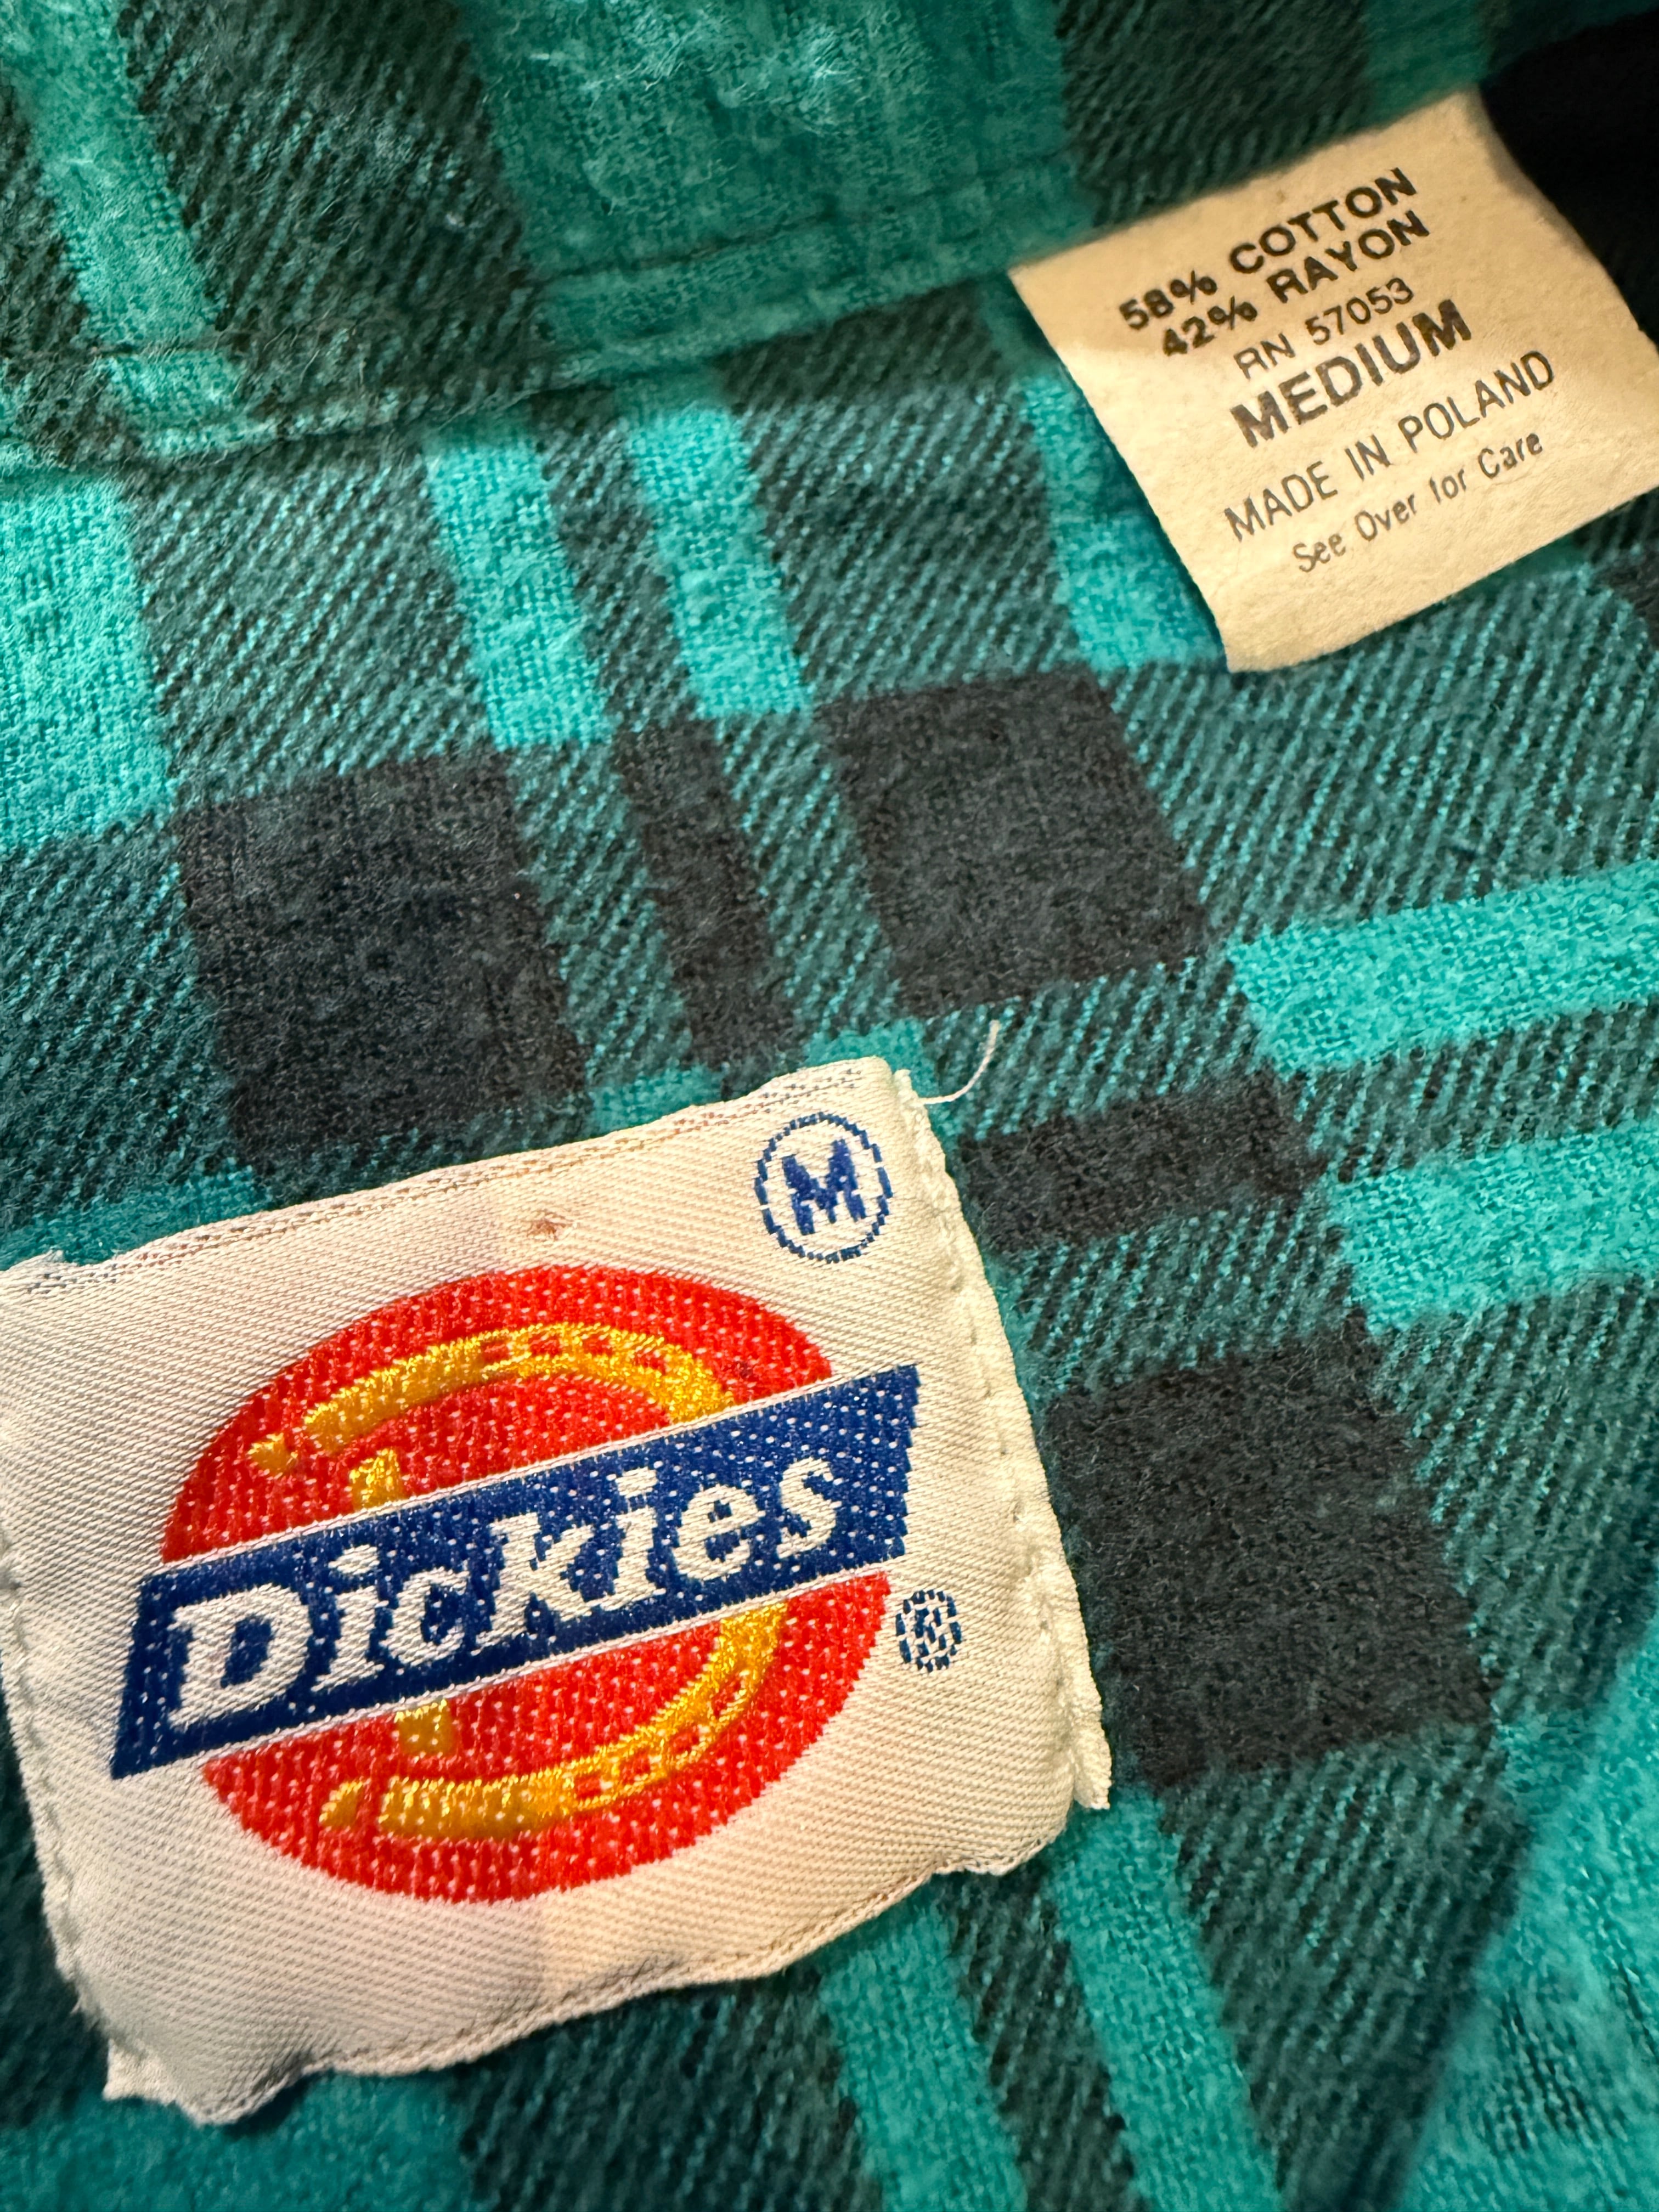 58% COTTON
42% RAYON
RN 57053
MEDIUM
MADE IN POLAND
See Over for Care
M
Dickies
®